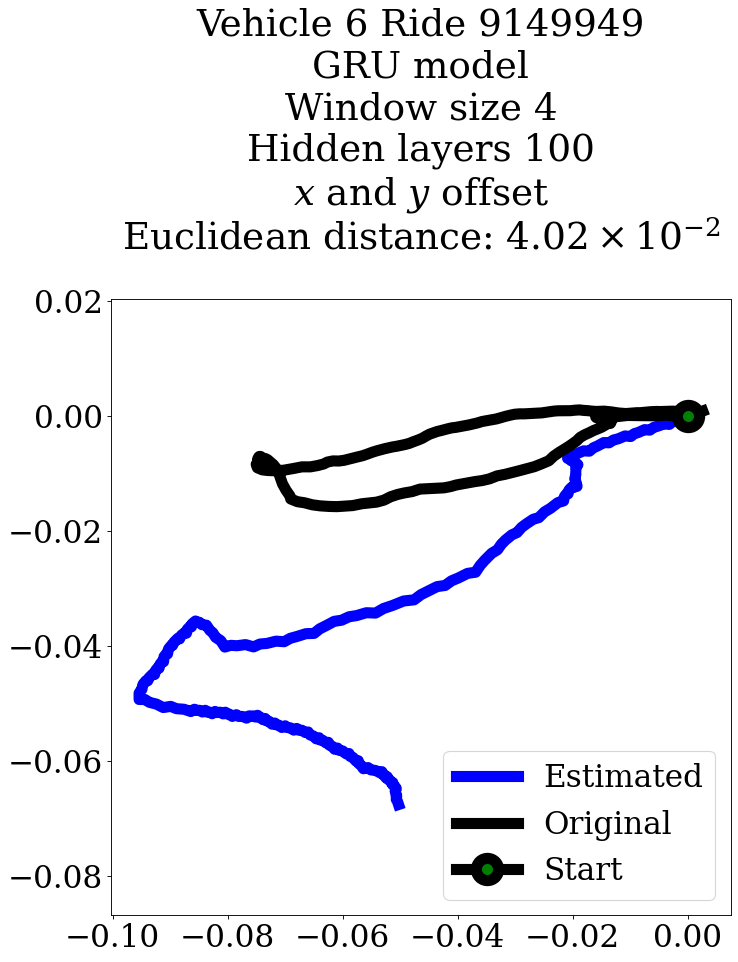 Vehicle 6 Ride 9149949
GRU model
Window size 4
Hidden layers 100
x and y offset
Euclidean distance: 4.02 × 10⁻²
0.02
0.00
−0.02
−0.04
−0.06
−0.08
Estimated
Original
Start
−0.10 −0.08 −0.06 −0.04 −0.02 0.00